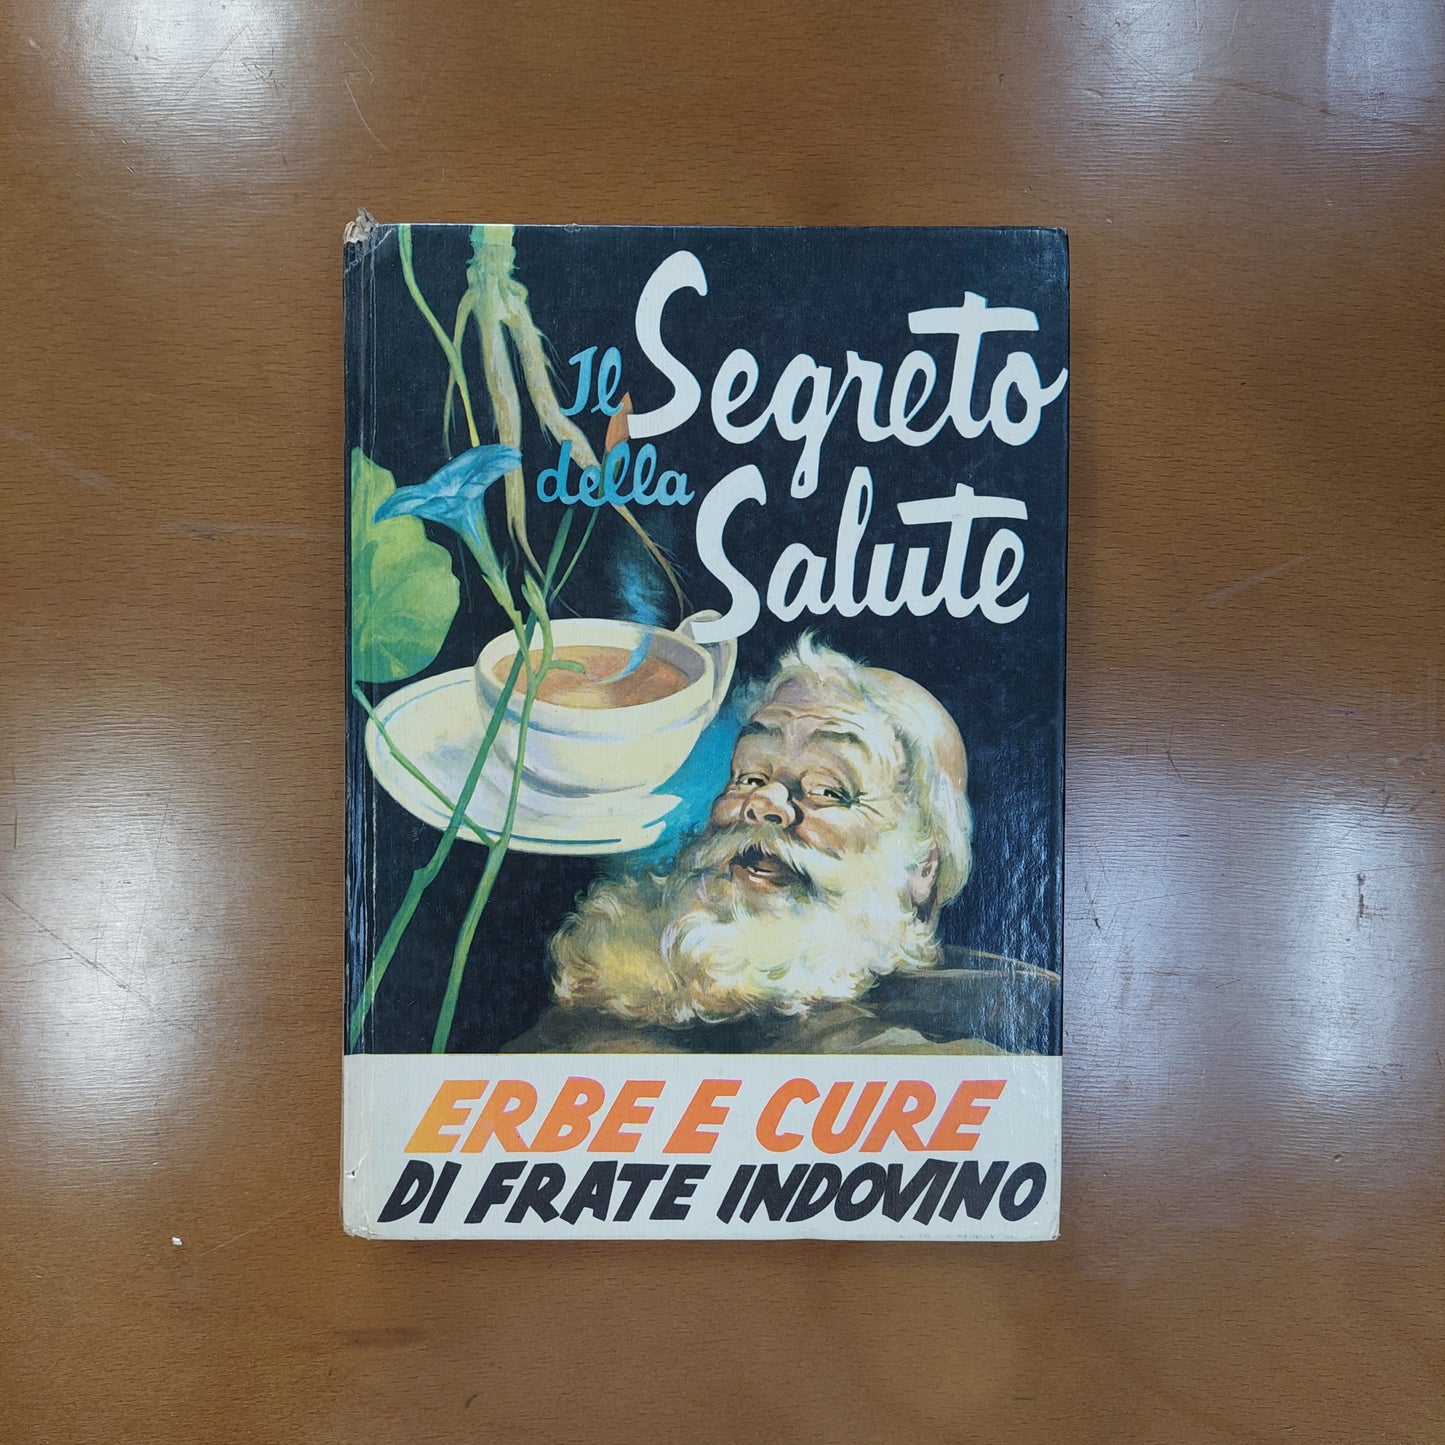 Il Segreto
della Salute
ERBE E CURE
DI FRATE INDOVINO